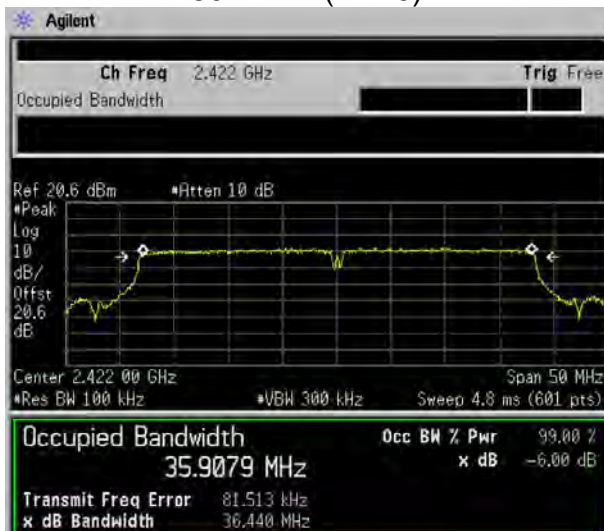 Agilent
Ch Freq 2.422 GHz Trig Free
Occupied Bandwidth
Ref 20.6 dBm #Atten 10 dB
#Peak
Log
10
dB/
Offst
20.6
dB
Center 2.422 00 GHz Span 50 MHz
#Res BW 100 kHz #VBW 300 kHz Sweep 4.8 ms (601 pts)
Occupied Bandwidth Occ BW % Pwr 99.00 %
35.9079 MHz x dB -6.00 dB
Transmit Freq Error 81.513 kHz
x dB Bandwidth 36.440 MHz